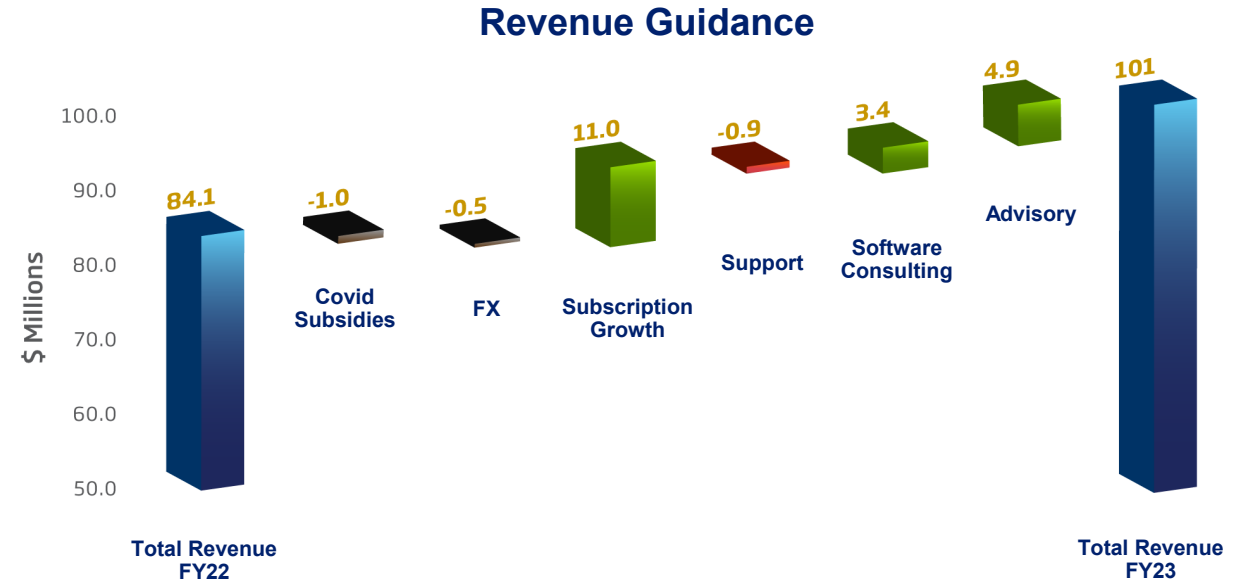 Revenue Guidance
$ Millions
100.0
90.0
80.0
70.0
60.0
50.0
84.1
-1.0
-0.5
11.0
-0.9
3.4
4.9
101
Total Revenue
FY22
Covid
Subsidies
FX
Subscription
Growth
Support
Software
Consulting
Advisory
Total Revenue
FY23